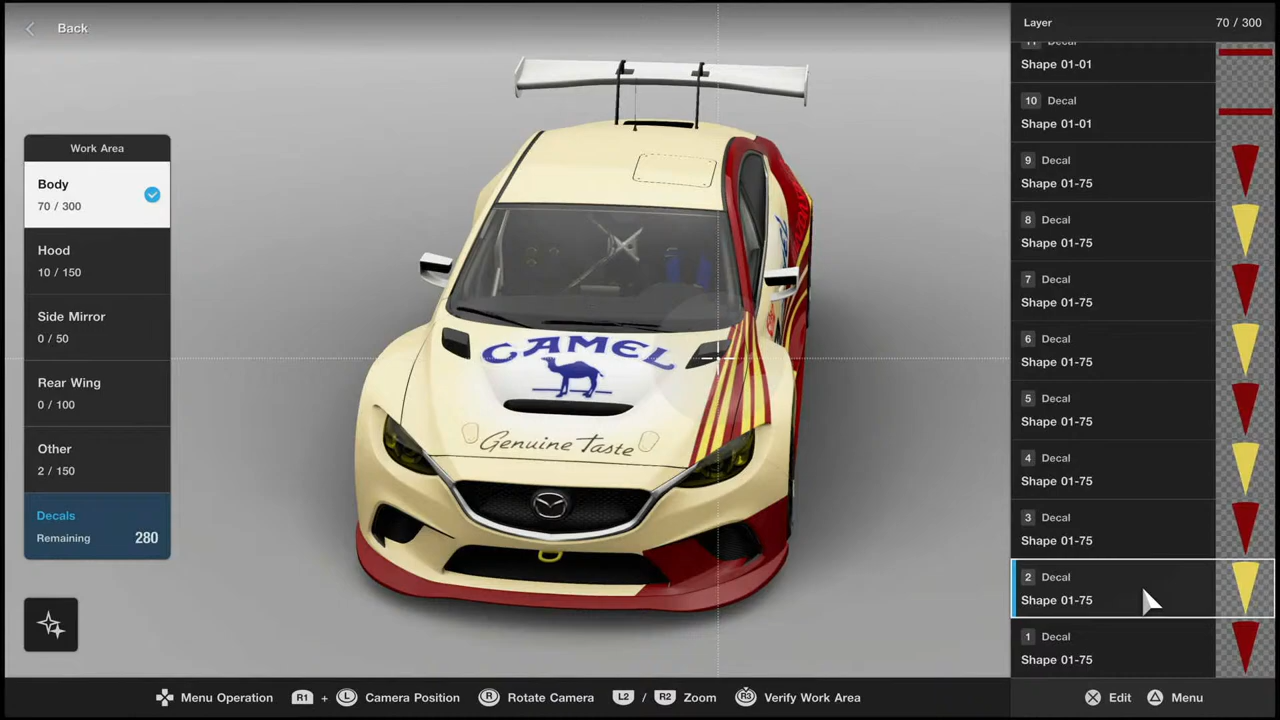 Back
Layer
70 / 300
Work Area
Body
70 / 300
Hood
10 / 150
Side Mirror
0 / 50
Rear Wing
0 / 100
Other
2 / 150
Decals
Remaining 280
CAMEL
Genuine Taste
11 Decal
Shape 01-01
10 Decal
Shape 01-01
9 Decal
Shape 01-75
8 Decal
Shape 01-75
7 Decal
Shape 01-75
6 Decal
Shape 01-75
5 Decal
Shape 01-75
4 Decal
Shape 01-75
3 Decal
Shape 01-75
2 Decal
Shape 01-75
1 Decal
Shape 01-75
Menu Operation R1 + L Camera Position R Rotate Camera L2 / R2 Zoom R3 Verify Work Area
Edit Menu